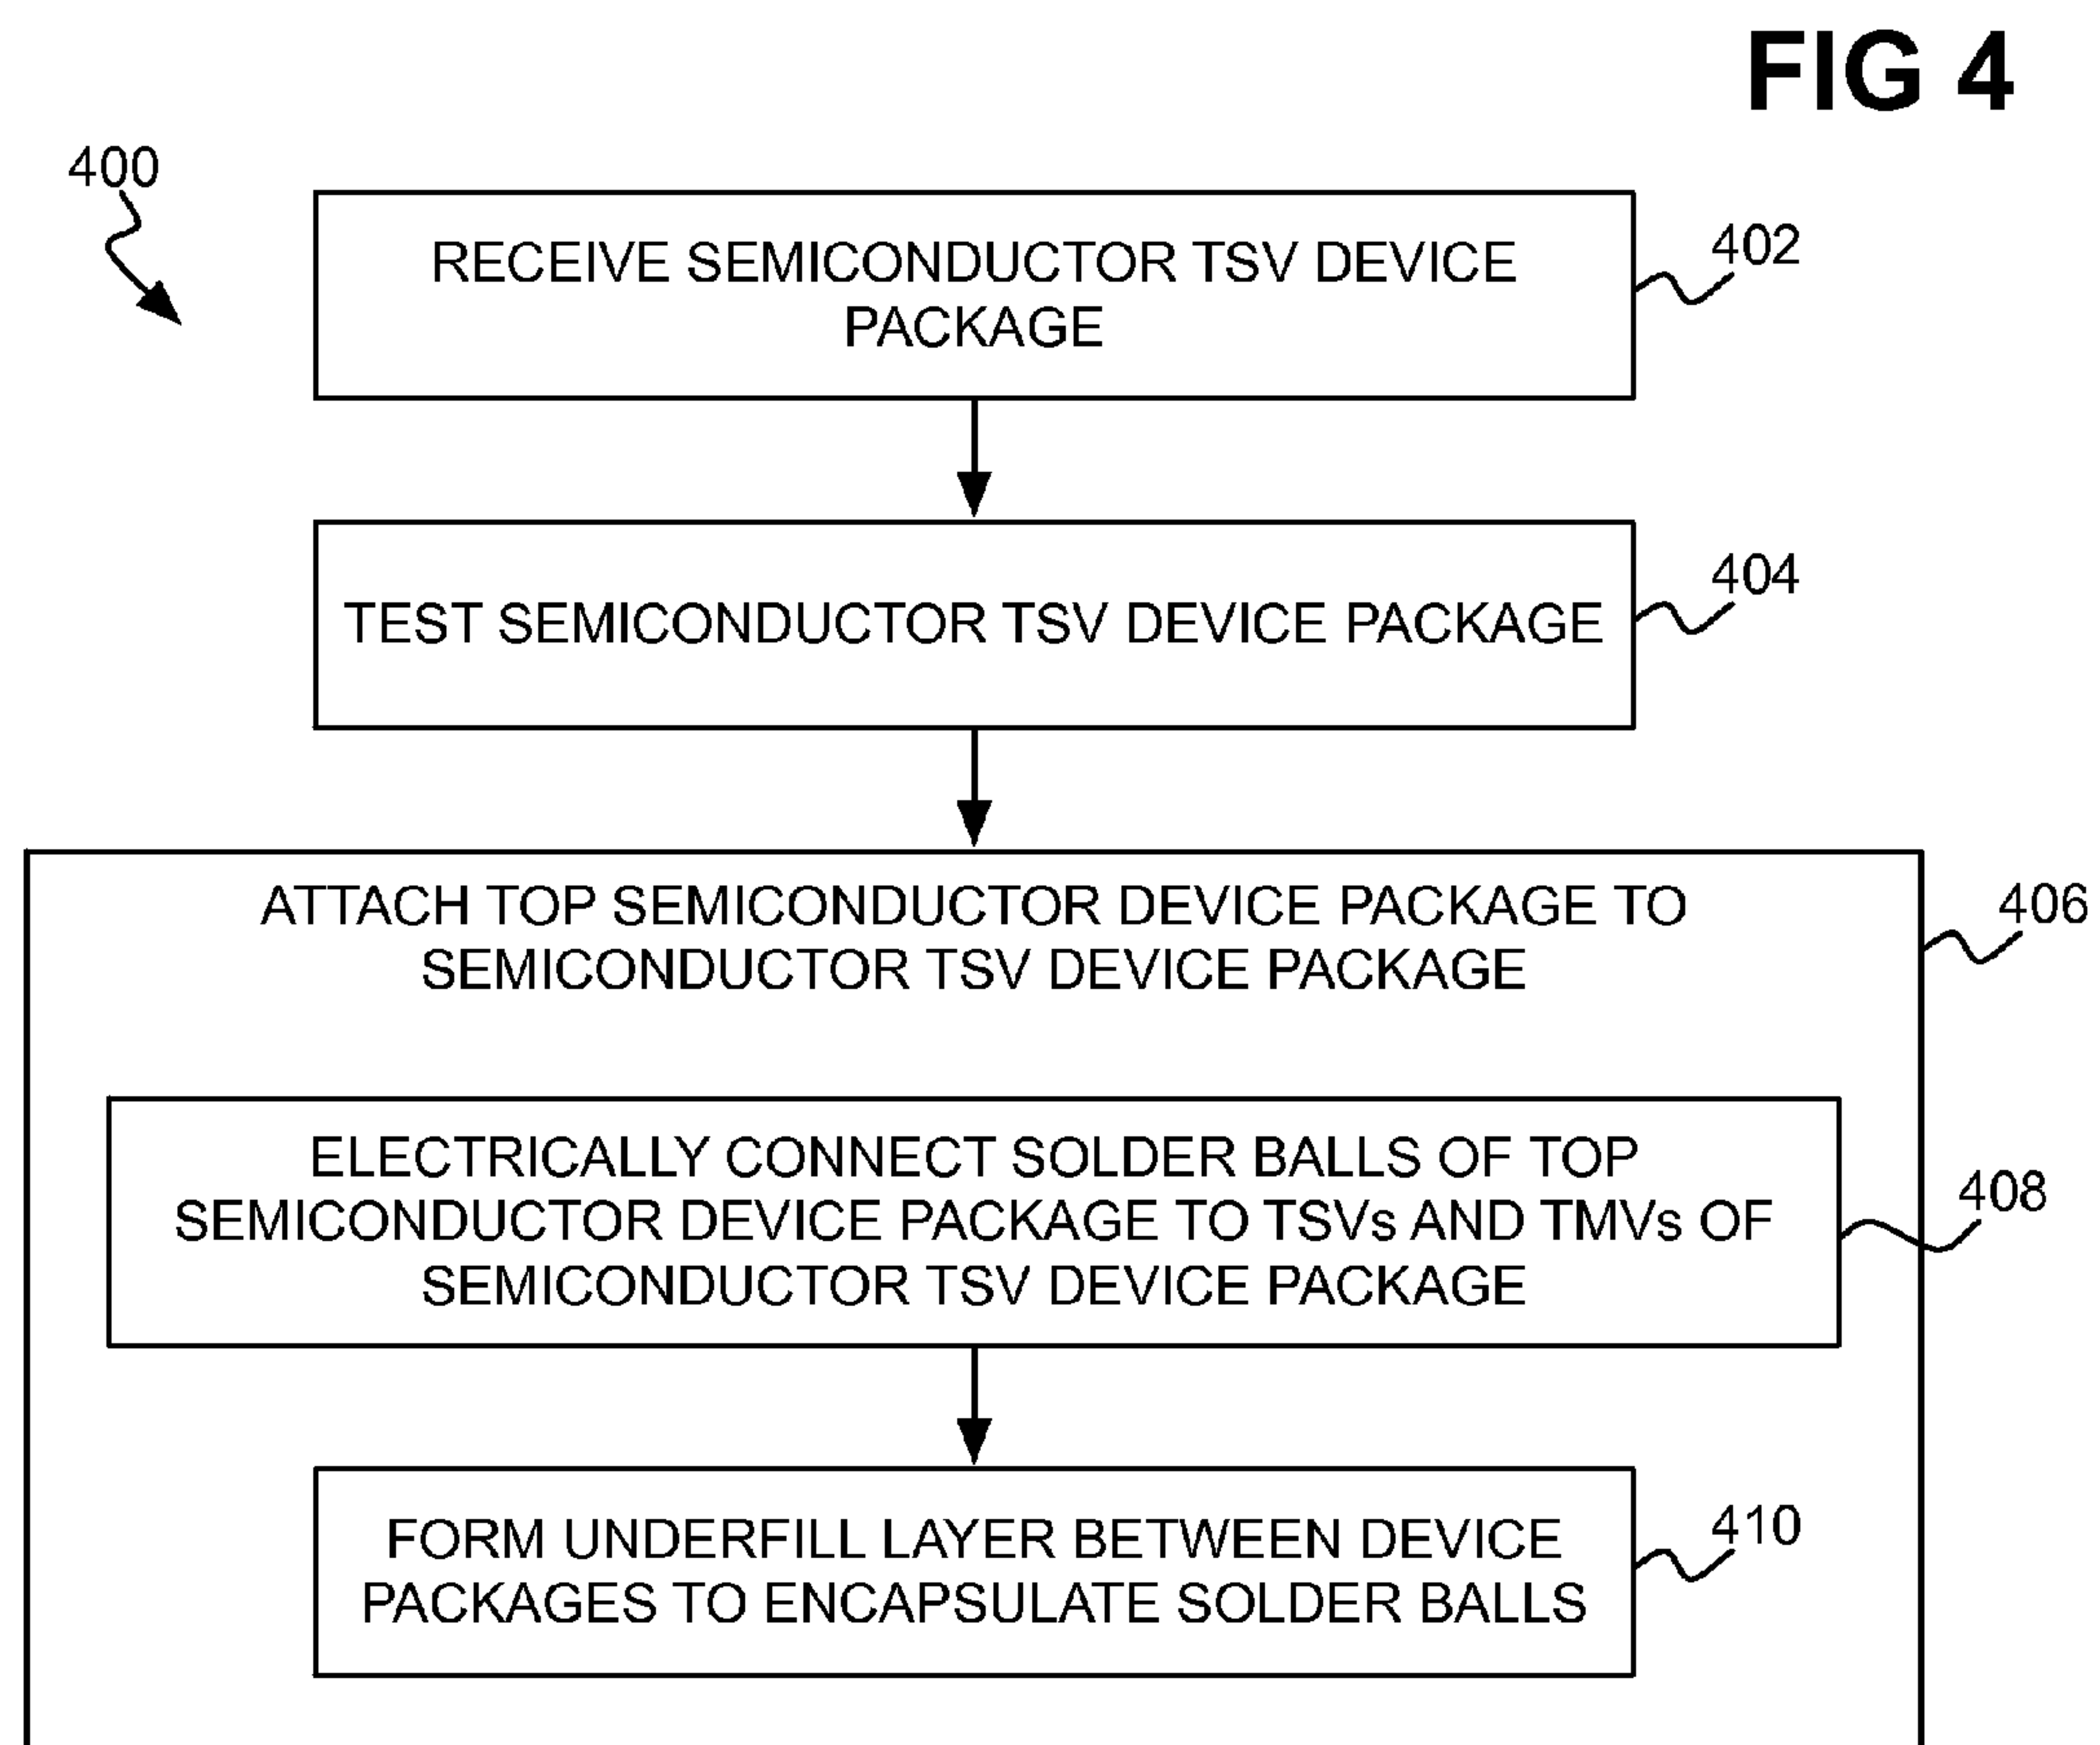 FIG 4
400
RECEIVE SEMICONDUCTOR TSV DEVICE
PACKAGE
402
TEST SEMICONDUCTOR TSV DEVICE PACKAGE
404
ATTACH TOP SEMICONDUCTOR DEVICE PACKAGE TO
SEMICONDUCTOR TSV DEVICE PACKAGE
406
ELECTRICALLY CONNECT SOLDER BALLS OF TOP
SEMICONDUCTOR DEVICE PACKAGE TO TSVs AND TMVs OF
SEMICONDUCTOR TSV DEVICE PACKAGE
408
FORM UNDERFILL LAYER BETWEEN DEVICE
PACKAGES TO ENCAPSULATE SOLDER BALLS
410